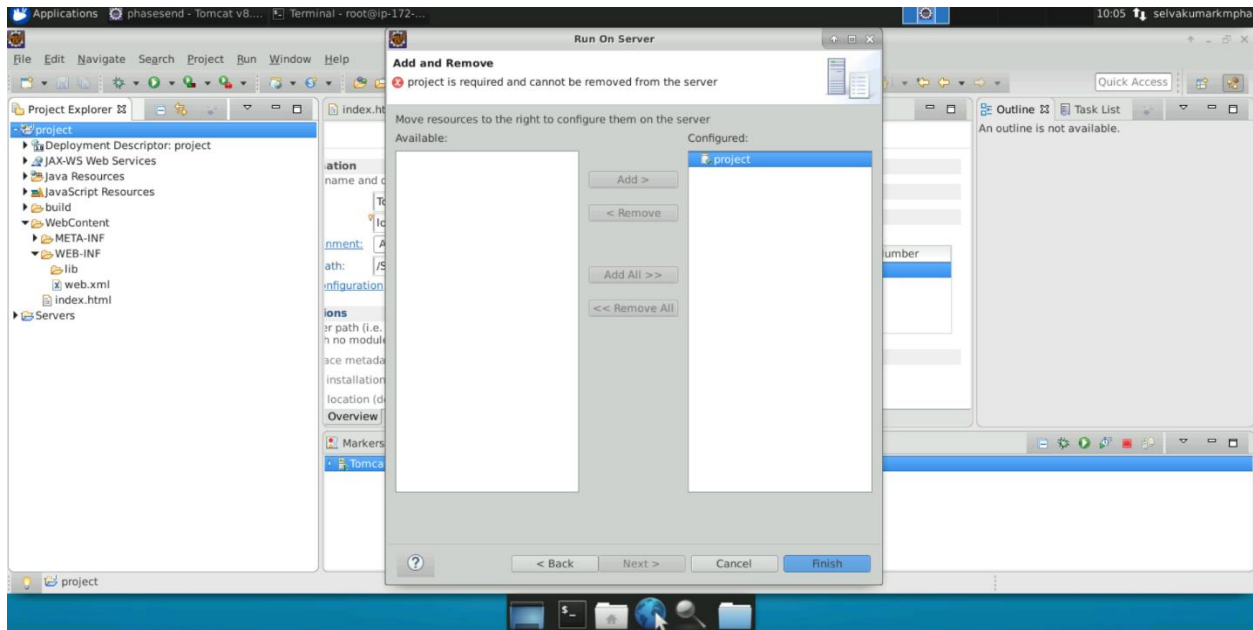 Applications phasesend - Tomcat v8.... Terminal - root@ip-172-... 10:05 selvakumarkmpha
Run On Server
File Edit Navigate Search Project Run Window Help
Add and Remove
project is required and cannot be removed from the server
Quick Access
Project Explorer
index.ht
Outline Task List
An outline is not available.
project
Deployment Descriptor: project
JAX-WS Web Services
Java Resources
JavaScript Resources
build
WebContent
META-INF
WEB-INF
lib
web.xml
index.html
Servers
ation
name and
nment:
ath: /S
nfiguration
ions
er path (i.e.
h no module
ace metada
installation
location (d
Overview
Markers
Tomca
Move resources to the right to configure them on the server
Available: Configured:
project
Add >
< Remove
Add All >>
<< Remove All
umber
? < Back Next > Cancel Finish
project